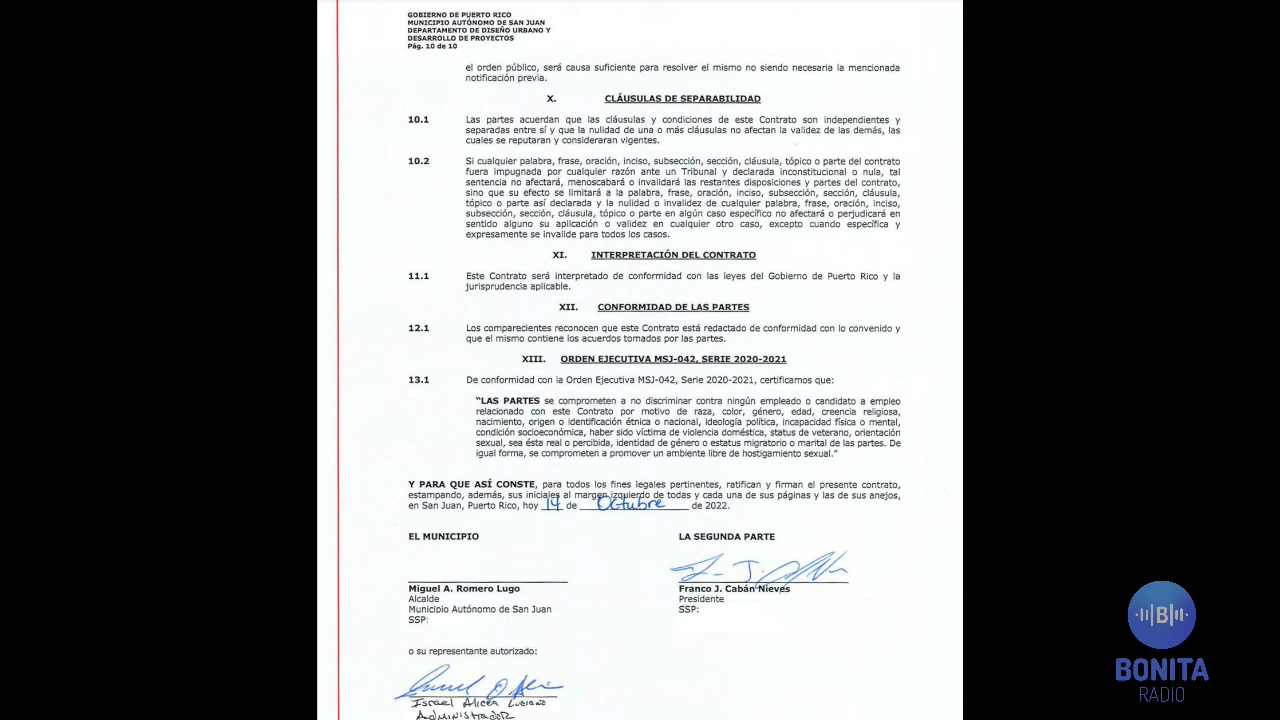 GOBIERNO DE PUERTO RICO
MUNICIPIO AUTÓNOMO DE SAN JUAN
DEPARTAMENTO DE DISEÑO URBANO Y
DESARROLLO DE PROYECTOS
Pág. 10 de 10
el orden público, será causa suficiente para resolver el mismo no siendo necesaria la mencionada
notificación previa.
X. CLÁUSULAS DE SEPARABILIDAD
10.1 Las partes acuerdan que las cláusulas y condiciones de este Contrato son independientes y
separadas entre sí y que la nulidad de una o más cláusulas no afectan la validez de las demás, las
cuales se reputaran y consideraran vigentes.
10.2 Si cualquier palabra, frase, oración, inciso, subsección, sección, cláusula, tópico o parte del contrato
fuera impugnada por cualquier razón ante un Tribunal y declarada inconstitucional o nula, tal
sentencia no afectará, menoscabará o invalidará las restantes disposiciones y partes del contrato,
sino que su efecto se limitará a la palabra, frase, oración, inciso, subsección, sección, cláusula,
tópico o parte así declarada y la nulidad o invalidez de cualquier palabra, frase, oración, inciso,
subsección, sección, cláusula, tópico o parte en algún caso específico no afectará o perjudicará en
sentido alguno su aplicación o validez en cualquier otro caso, excepto cuando específica y
expresamente se invalide para todos los casos.
XI. INTERPRETACIÓN DEL CONTRATO
11.1 Este Contrato será interpretado de conformidad con las leyes del Gobierno de Puerto Rico y la
jurisprudencia aplicable.
XII. CONFORMIDAD DE LAS PARTES
12.1 Los comparecientes reconocen que este Contrato está redactado de conformidad con lo convenido y
que el mismo contiene los acuerdos tomados por las partes.
XIII. ORDEN EJECUTIVA MSJ-042, SERIE 2020-2021
13.1 De conformidad con la Orden Ejecutiva MSJ-042, Serie 2020-2021, certificamos que:
"LAS PARTES se comprometen a no discriminar contra ningún empleado o candidato a empleo
relacionado con este Contrato por motivo de raza, color, género, edad, creencia religiosa,
nacimiento, origen o identificación étnica o nacional, ideología política, incapacidad física o mental,
condición socioeconómica, haber sido víctima de violencia doméstica, status de veterano, orientación
sexual, sea ésta real o percibida, identidad de género o estatus migratorio o marital de las partes. De
igual forma, se comprometen a promover un ambiente libre de hostigamiento sexual."
Y PARA QUE ASÍ CONSTE, para todos los fines legales pertinentes, ratifican y firman el presente contrato,
estampando, además, sus iniciales al margen izquierdo de todas y cada una de sus páginas y las de sus anejos,
en San Juan, Puerto Rico, hoy 14 de Octubre de 2022.
EL MUNICIPIO LA SEGUNDA PARTE
Miguel A. Romero Lugo Franco J. Cabán Nieves
Alcalde Presidente
Municipio Autónomo de San Juan SSP:
SSP:
o su representante autorizado:
Israel Alicea Luciano
Administrador
BONITA
RADIO